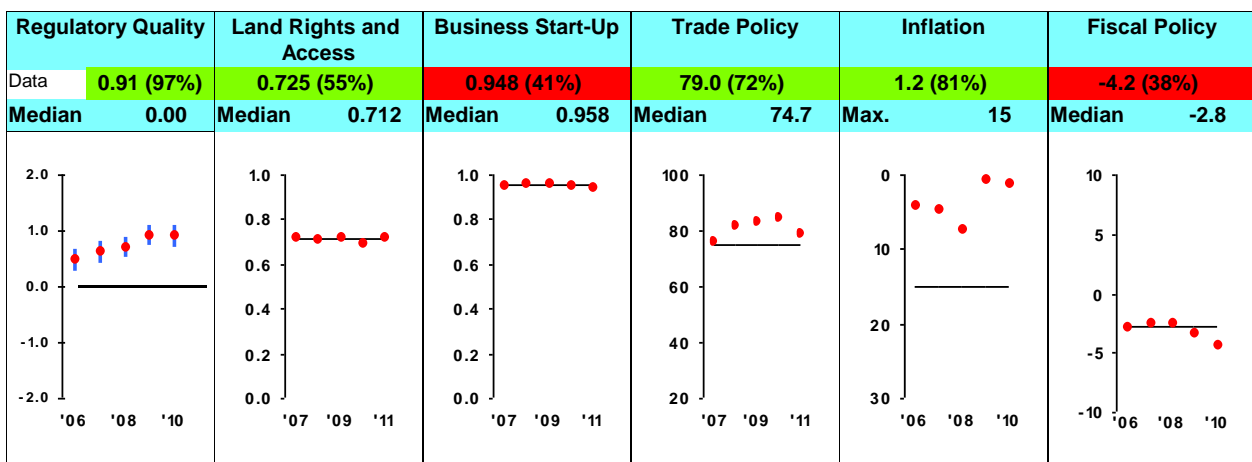 Regulatory Quality
Land Rights and
Access
Business Start-Up
Trade Policy
Inflation
Fiscal Policy
Data 0.91 (97%)
0.725 (55%)
0.948 (41%)
79.0 (72%)
1.2 (81%)
-4.2 (38%)
Median 0.00
Median 0.712
Median 0.958
Median 74.7
Max. 15
Median -2.8
2.0
1.0
0.0
-1.0
-2.0
'06 '08 '10
1.0
0.8
0.6
0.4
0.2
0.0
'07 '09 '11
1.0
0.8
0.6
0.4
0.2
0.0
'07 '09 '11
100
80
60
40
20
'07 '09 '11
0
10
20
30
'06 '08 '10
10
5
0
-5
-10
'06 '08 '10